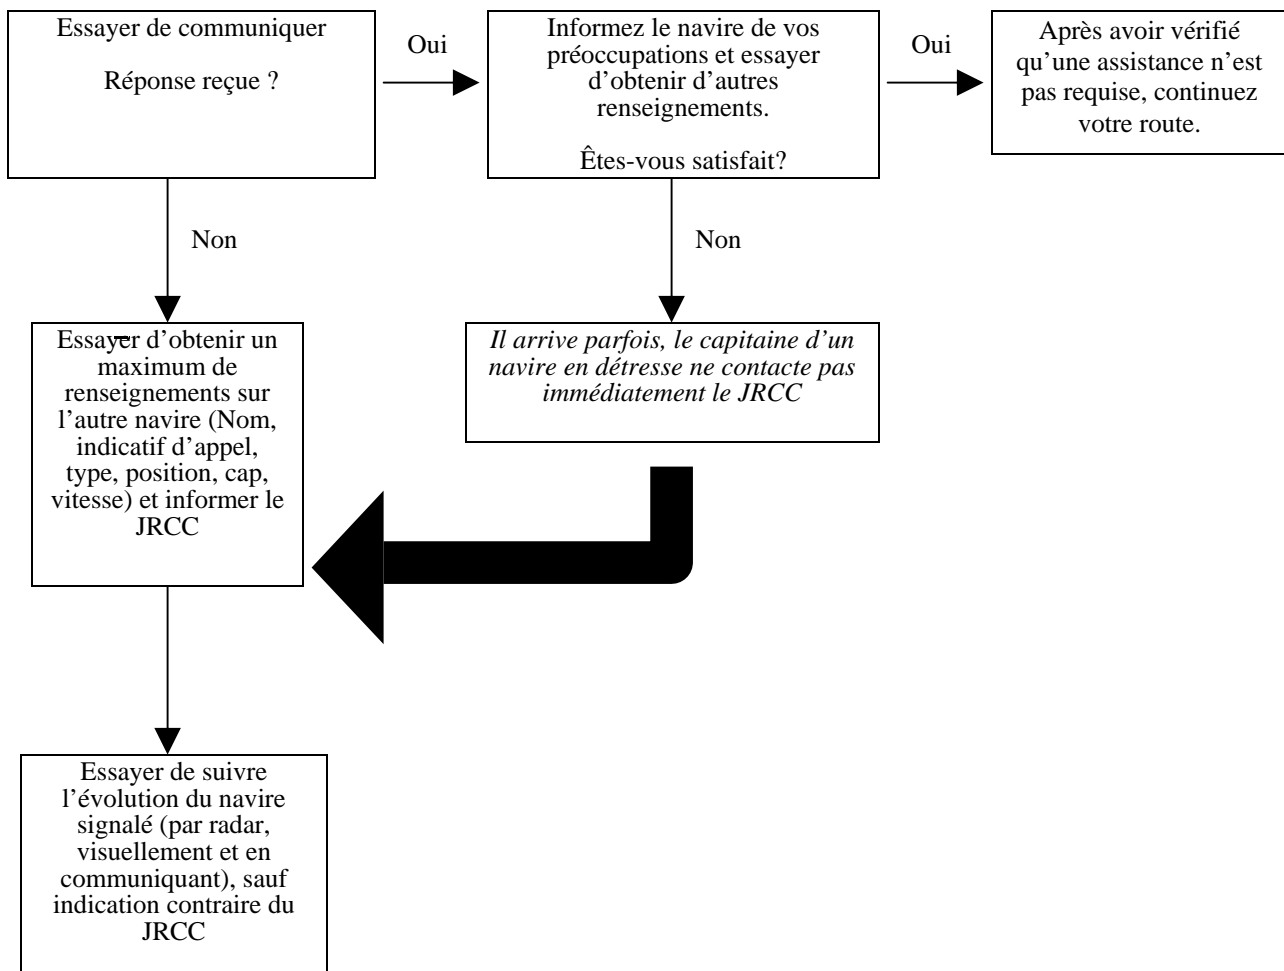 Essayer de communiquer
Réponse reçue ?
Oui
Informez le navire de vos
préoccupations et essayer
d’obtenir d’autres
renseignements.
Êtes-vous satisfait?
Oui
Après avoir vérifié
qu’une assistance n’est
pas requise, continuez
votre route.
Non
Non
Essayer d’obtenir un
maximum de
renseignements sur
l’autre navire (Nom,
indicatif d’appel,
type, position, cap,
vitesse) et informer le
JRCC
Il arrive parfois, le capitaine d’un
navire en détresse ne contacte pas
immédiatement le JRCC
Essayer de suivre
l’évolution du navire
signalé (par radar,
visuellement et en
communiquant), sauf
indication contraire du
JRCC